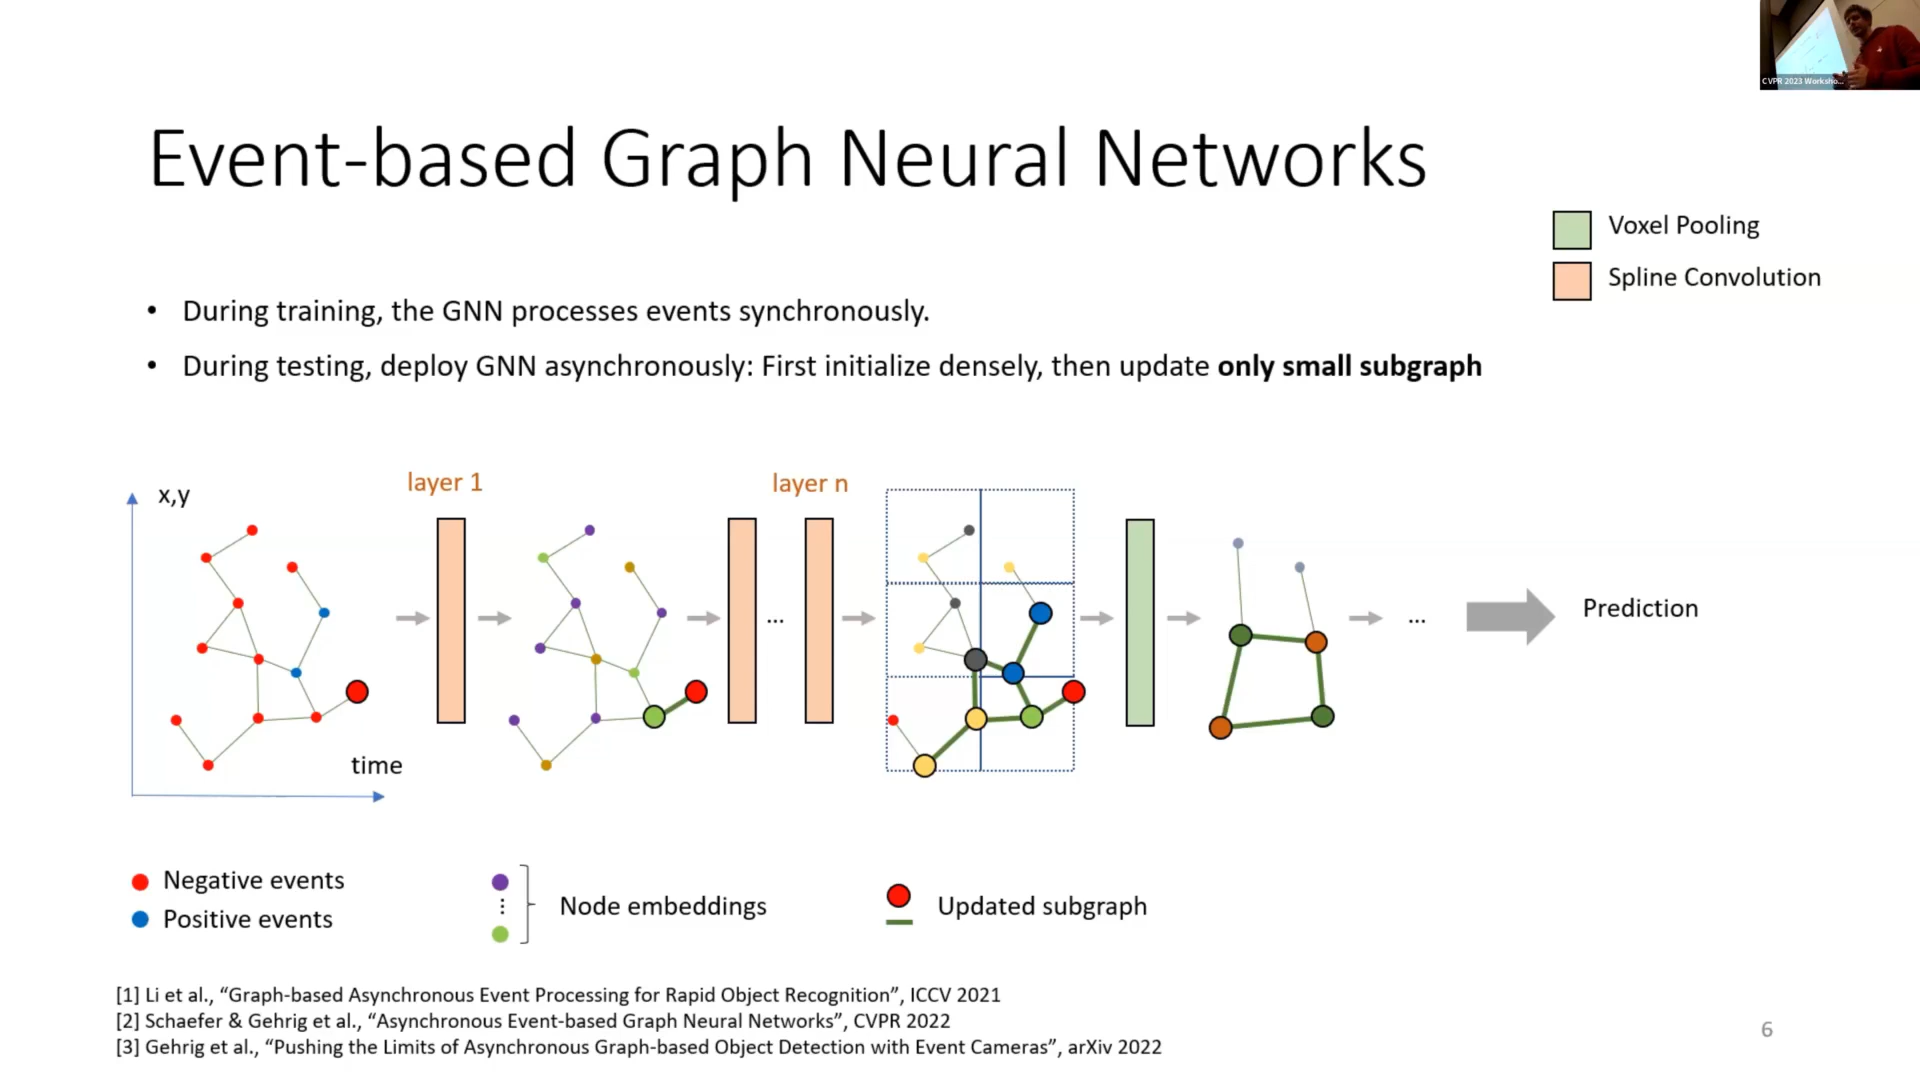 CVPR 2023 Worksho...
Event-based Graph Neural Networks
Voxel Pooling
Spline Convolution
• During training, the GNN processes events synchronously.
• During testing, deploy GNN asynchronously: First initialize densely, then update only small subgraph
layer 1
layer n
x,y
...
...
Prediction
time
Negative events
Positive events
Node embeddings
Updated subgraph
[1] Li et al., “Graph-based Asynchronous Event Processing for Rapid Object Recognition”, ICCV 2021
[2] Schaefer & Gehrig et al., “Asynchronous Event-based Graph Neural Networks”, CVPR 2022
[3] Gehrig et al., “Pushing the Limits of Asynchronous Graph-based Object Detection with Event Cameras”, arXiv 2022
6